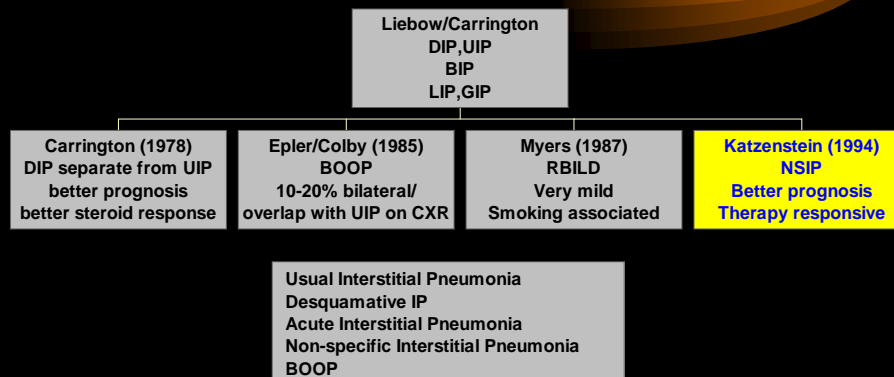 Liebow/Carrington
DIP,UIP
BIP
LIP,GIP
Carrington (1978)
DIP separate from UIP
better prognosis
better steroid response
Epler/Colby (1985)
BOOP
10-20% bilateral/
overlap with UIP on CXR
Myers (1987)
RBILD
Very mild
Smoking associated
Katzenstein (1994)
NSIP
Better prognosis
Therapy responsive
Usual Interstitial Pneumonia
Desquamative IP
Acute Interstitial Pneumonia
Non-specific Interstitial Pneumonia
BOOP